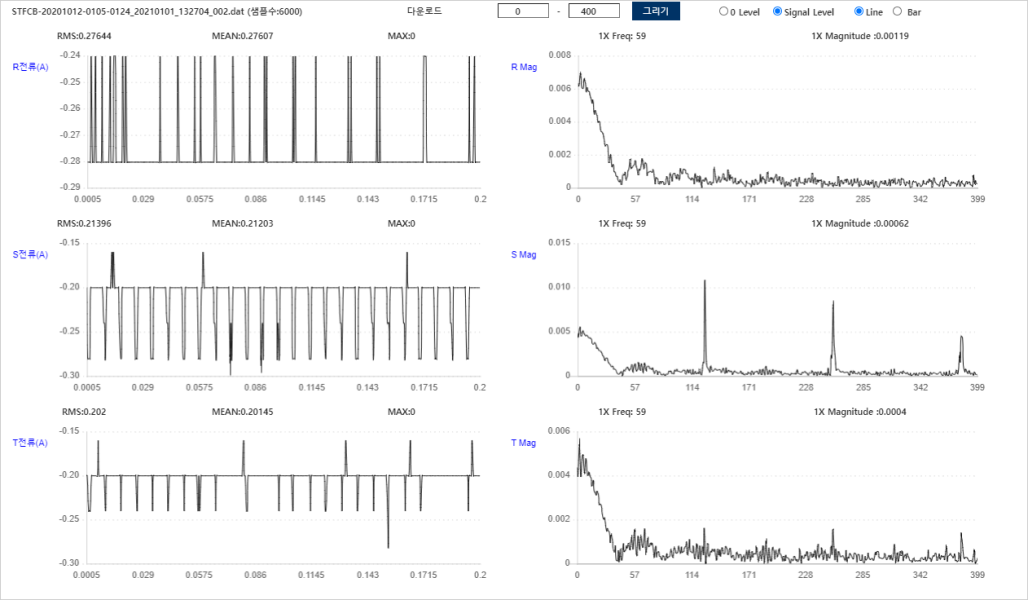 STFCB-20201012-0105-0124_20210101_132704_002.dat (샘플수:6000) 다운로드 0 - 400 그리기 0 Level Signal Level Line Bar
RMS:0.27644 MEAN:0.27607 MAX:0 1X Freq: 59 1X Magnitude :0.00119
R전류(A) R Mag
-0.24
-0.25
-0.26
-0.27
-0.28
-0.29
0.0005 0.029 0.0575 0.086 0.1145 0.143 0.1715 0.2
0.008
0.006
0.004
0.002
0
0 57 114 171 228 285 342 399
RMS:0.21396 MEAN:0.21203 MAX:0 1X Freq: 59 1X Magnitude :0.00062
S전류(A) S Mag
-0.15
-0.20
-0.25
-0.30
0.0005 0.029 0.0575 0.086 0.1145 0.143 0.1715 0.2
0.015
0.010
0.005
0
0 57 114 171 228 285 342 399
RMS:0.202 MEAN:0.20145 MAX:0 1X Freq: 59 1X Magnitude :0.0004
T전류(A) T Mag
-0.15
-0.20
-0.25
-0.30
0.0005 0.029 0.0575 0.086 0.1145 0.143 0.1715 0.2
0.006
0.004
0.002
0
0 57 114 171 228 285 342 399